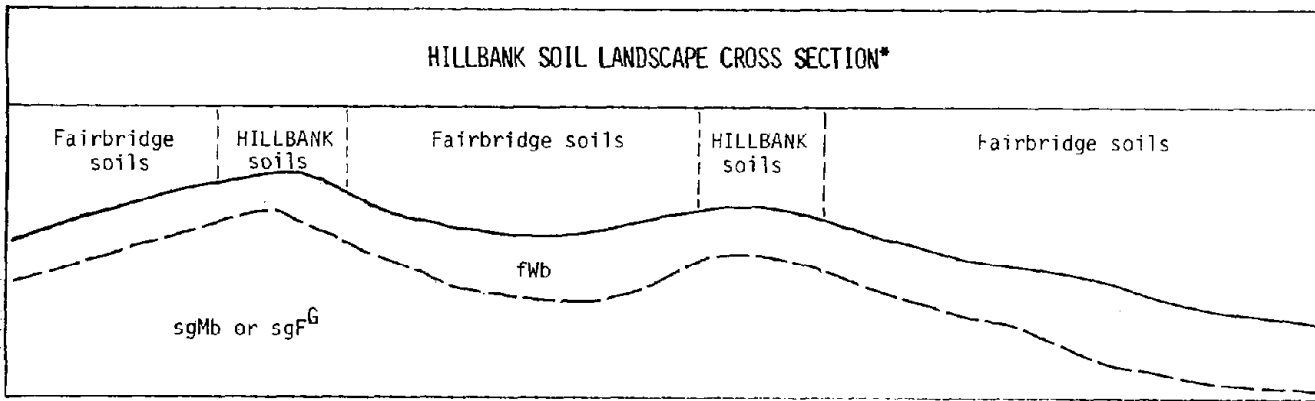 HILLBANK SOIL LANDSCAPE CROSS SECTION*
Fairbridge
soils
HILLBANK
soils
Fairbridge soils
HILLBANK
soils
Fairbridge soils
fWb
sgMb or sgF^G